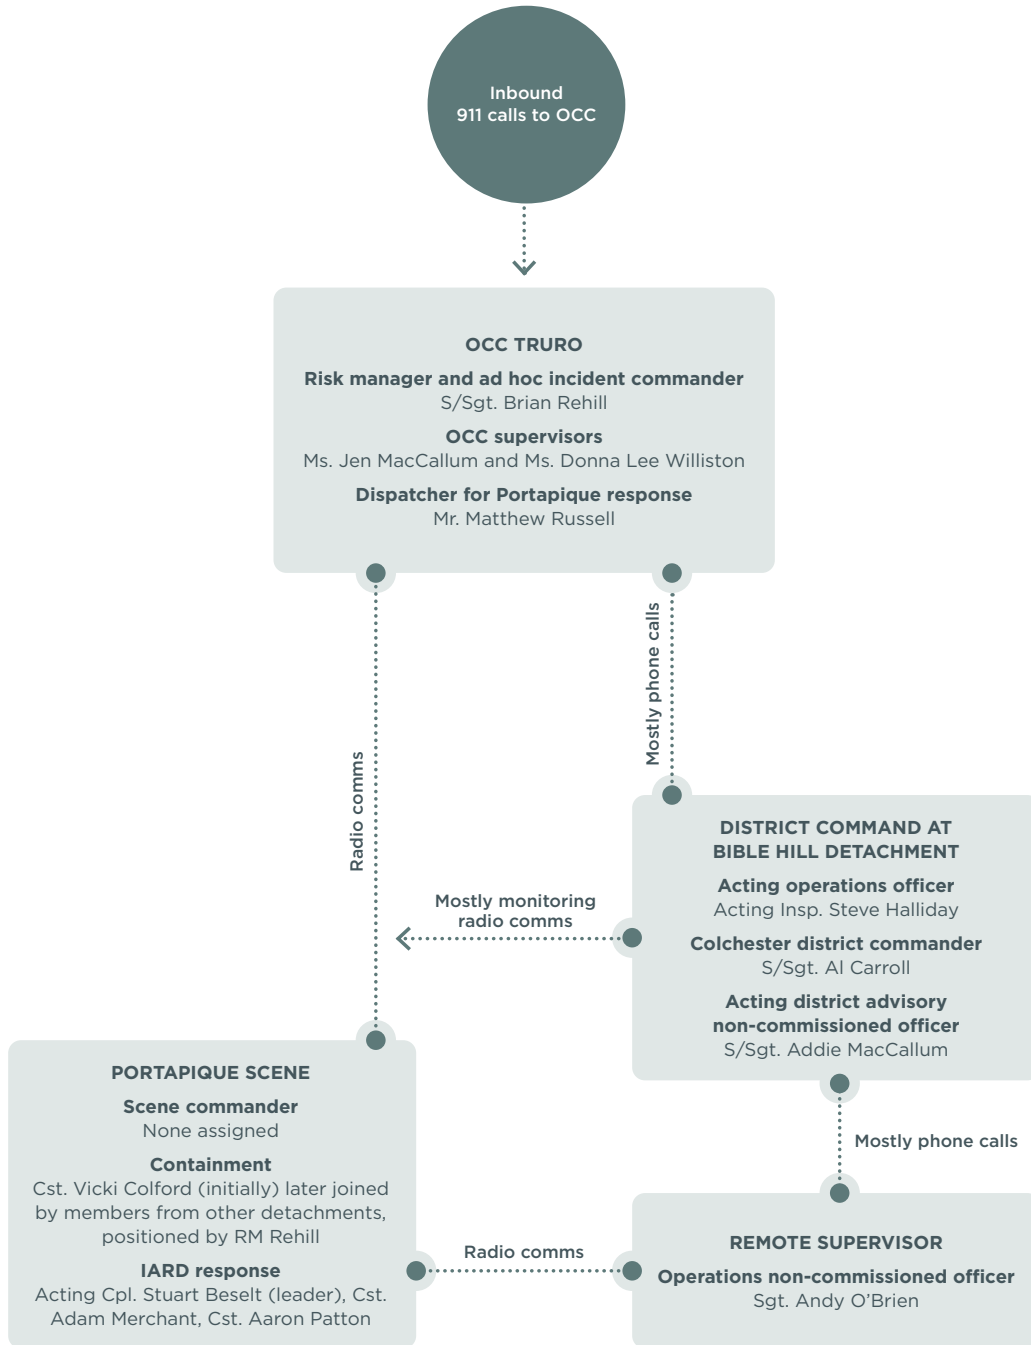 Inbound
911 calls to OCC
OCC TRURO
Risk manager and ad hoc incident commander
S/Sgt. Brian Rehill
OCC supervisors
Ms. Jen MacCallum and Ms. Donna Lee Williston
Dispatcher for Portapique response
Mr. Matthew Russell
Mostly phone calls
Radio comms
Mostly monitoring
radio comms
DISTRICT COMMAND AT
BIBLE HILL DETACHMENT
Acting operations officer
Acting Insp. Steve Halliday
Colchester district commander
S/Sgt. Al Carroll
Acting district advisory
non-commissioned officer
S/Sgt. Addie MacCallum
PORTAPIQUE SCENE
Scene commander
None assigned
Containment
Cst. Vicki Colford (initially) later joined
by members from other detachments,
positioned by RM Rehill
IARD response
Acting Cpl. Stuart Beselt (leader), Cst.
Adam Merchant, Cst. Aaron Patton
Mostly phone calls
Radio comms
REMOTE SUPERVISOR
Operations non-commissioned officer
Sgt. Andy O'Brien